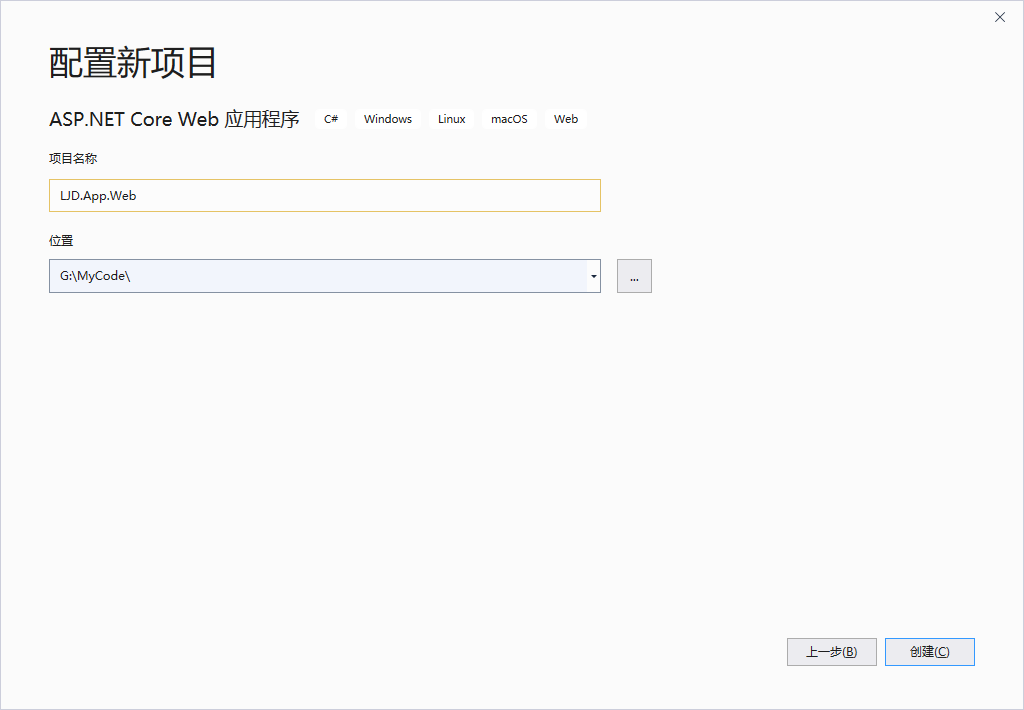 配置新项目
ASP.NET Core Web 应用程序 C# Windows Linux macOS Web
项目名称
LJD.App.Web
位置
G:\MyCode\
...
上一步(B) 创建(C)